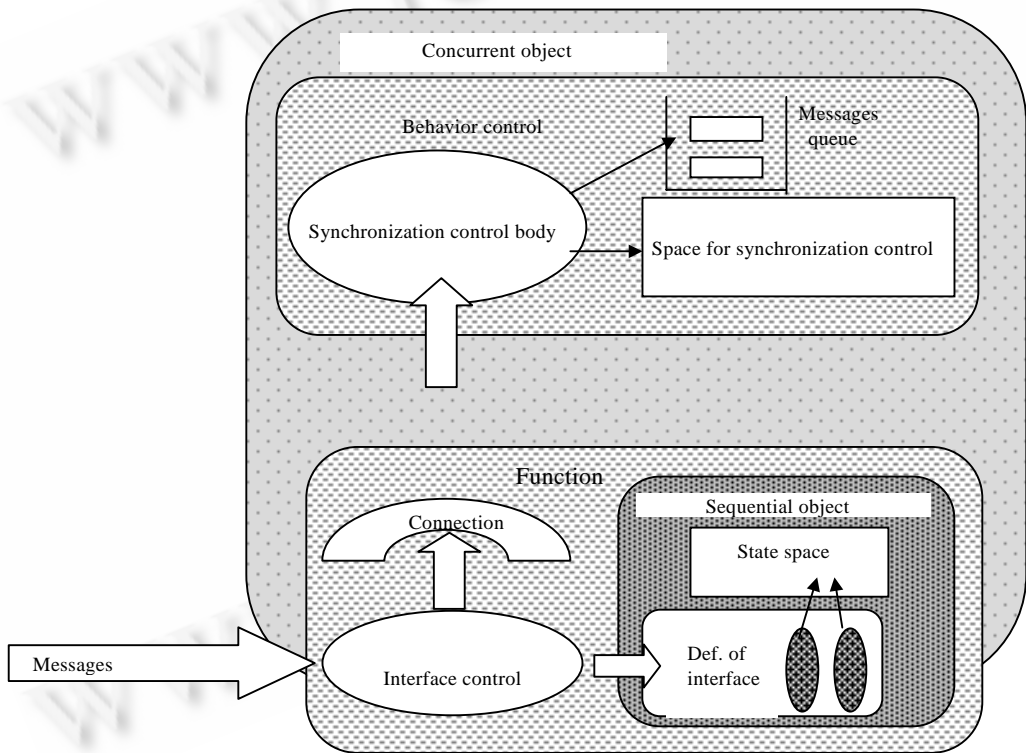 Concurrent object
Behavior control
Messages
queue
Synchronization control body
Space for synchronization control
Function
Connection
Sequential object
State space
Messages
Interface control
Def. of
interface